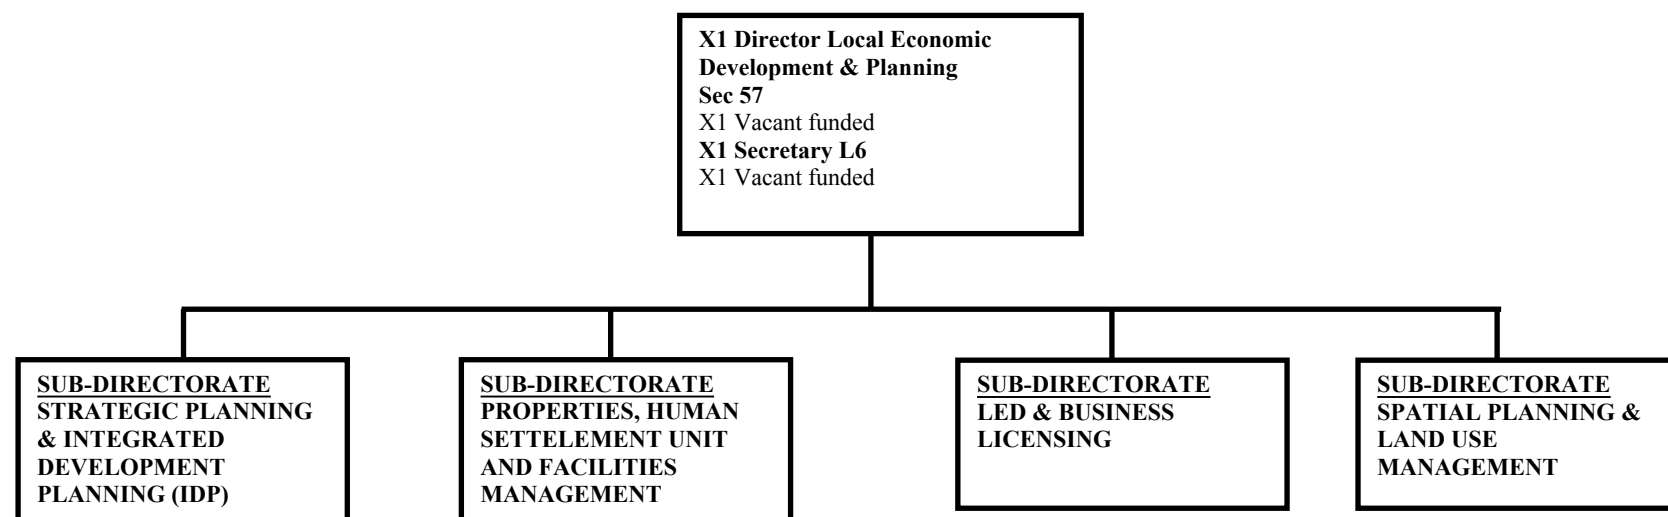 X1 Director Local Economic
Development & Planning
Sec 57
X1 Vacant funded
X1 Secretary L6
X1 Vacant funded
SUB-DIRECTORATE
STRATEGIC PLANNING
& INTEGRATED
DEVELOPMENT
PLANNING (IDP)
SUB-DIRECTORATE
PROPERTIES, HUMAN
SETTELEMENT UNIT
AND FACILITIES
MANAGEMENT
SUB-DIRECTORATE
LED & BUSINESS
LICENSING
SUB-DIRECTORATE
SPATIAL PLANNING &
LAND USE
MANAGEMENT